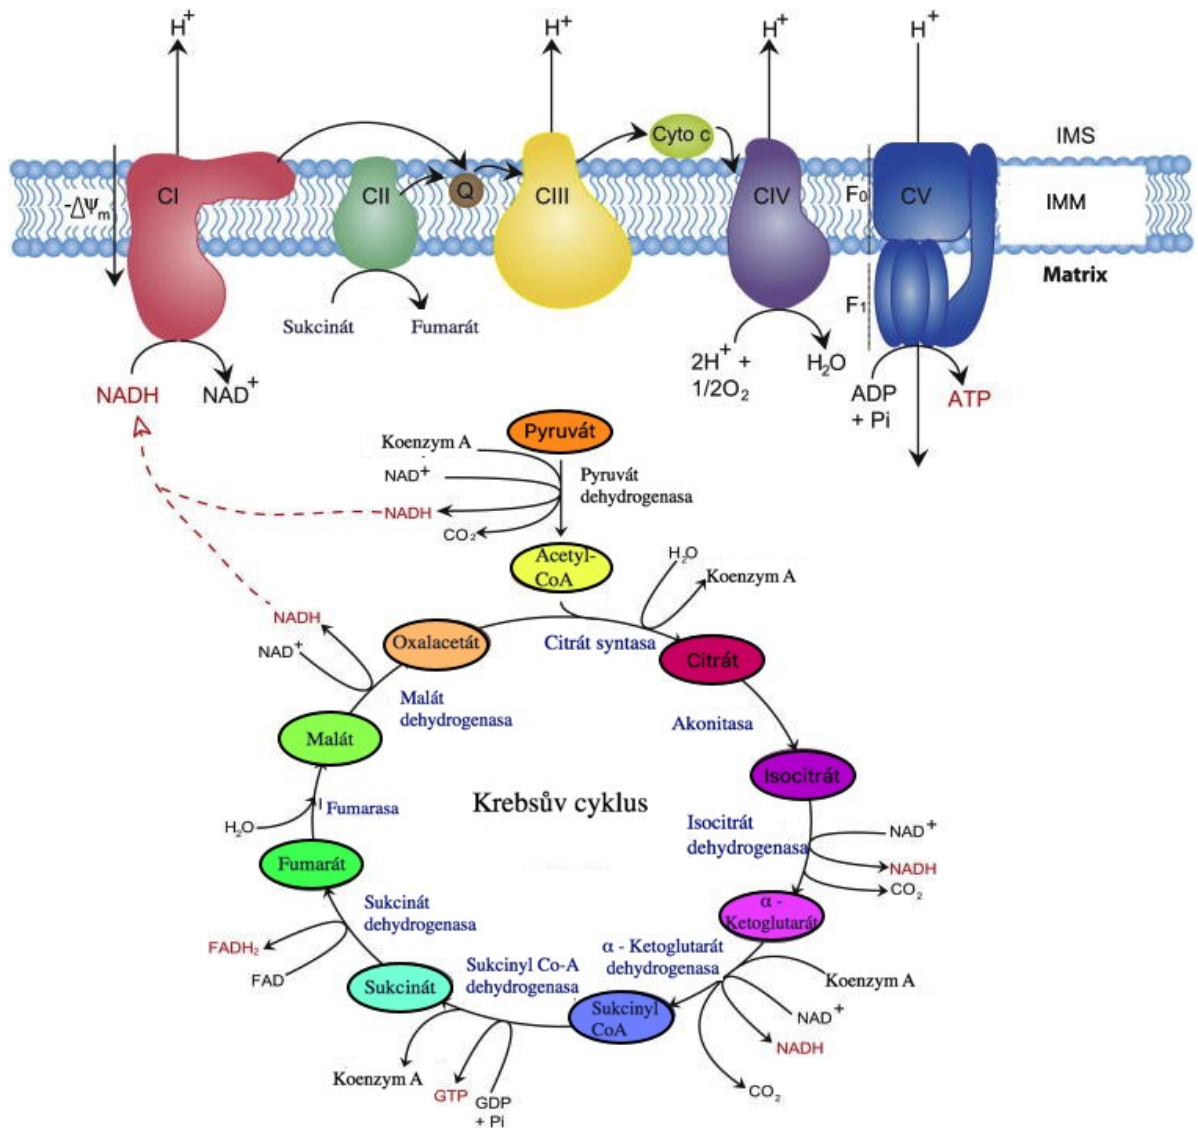 H+
H+
H+
H+
Cyto c
IMS
-ΔΨm
CI
CII
Q
CIII
CIV
F0
CV
IMM
Matrix
F1
Sukcinát
Fumarát
2H+ +
1/2O2
H2O
NADH
NAD+
ADP
+ Pi
ATP
Pyruvát
Koenzym A
NAD+
Pyruvát
dehydrogenasa
NADH
CO2
Acetyl-
CoA
H2O
Koenzym A
NADH
NAD+
Oxalacetát
Citrát syntasa
Citrát
Malát
dehydrogenasa
Akonitasa
Malát
Isocitrát
Krebsův cyklus
Fumarasa
H2O
Isocitrát
dehydrogenasa
NAD+
NADH
CO2
Fumarát
α -
Ketoglutarát
Sukcinát
dehydrogenasa
FADH2
FAD
α - Ketoglutarát
dehydrogenasa
Sukcinyl Co-A
dehydrogenasa
Koenzym A
Sukcinát
Sukcinyl
CoA
NAD+
NADH
Koenzym A
GTP
GDP
+ Pi
CO2